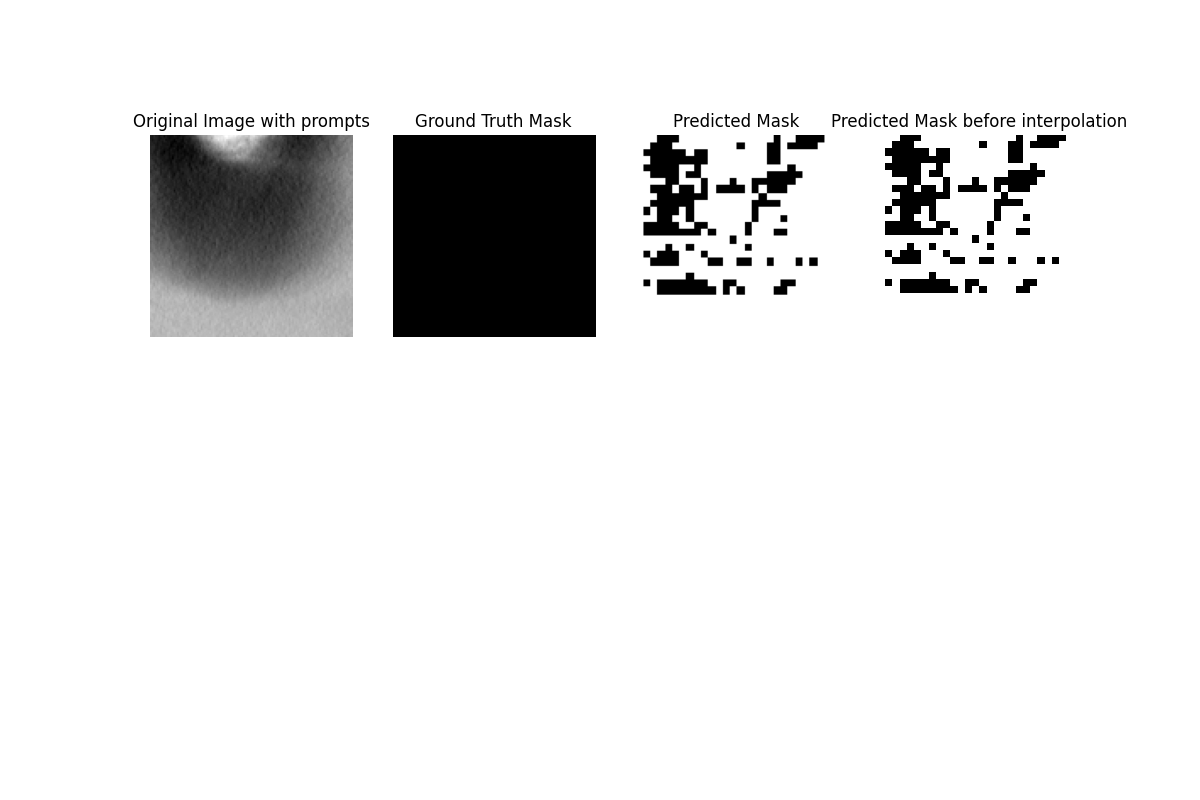 Original Image with prompts
Ground Truth Mask
Predicted Mask
Predicted Mask before interpolation